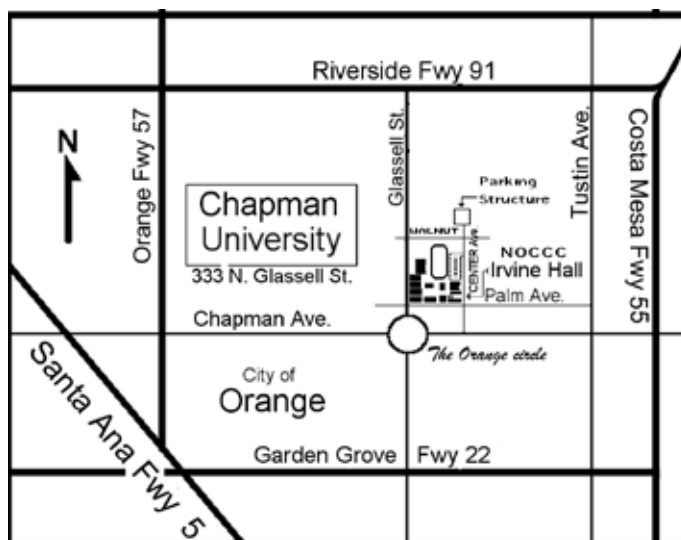 Riverside Fwy 91
N
Orange Fwy 57
Glassell St.
Tustin Ave.
Costa Mesa Fwy 55
Parking
Structure
Chapman
University
333 N. Glassell St.
WALNUT
CENTER Ave.
NOCCC
Irvine Hall
Palm Ave.
Chapman Ave.
The Orange circle
City of
Orange
Santa Ana Fwy 5
Garden Grove Fwy 22